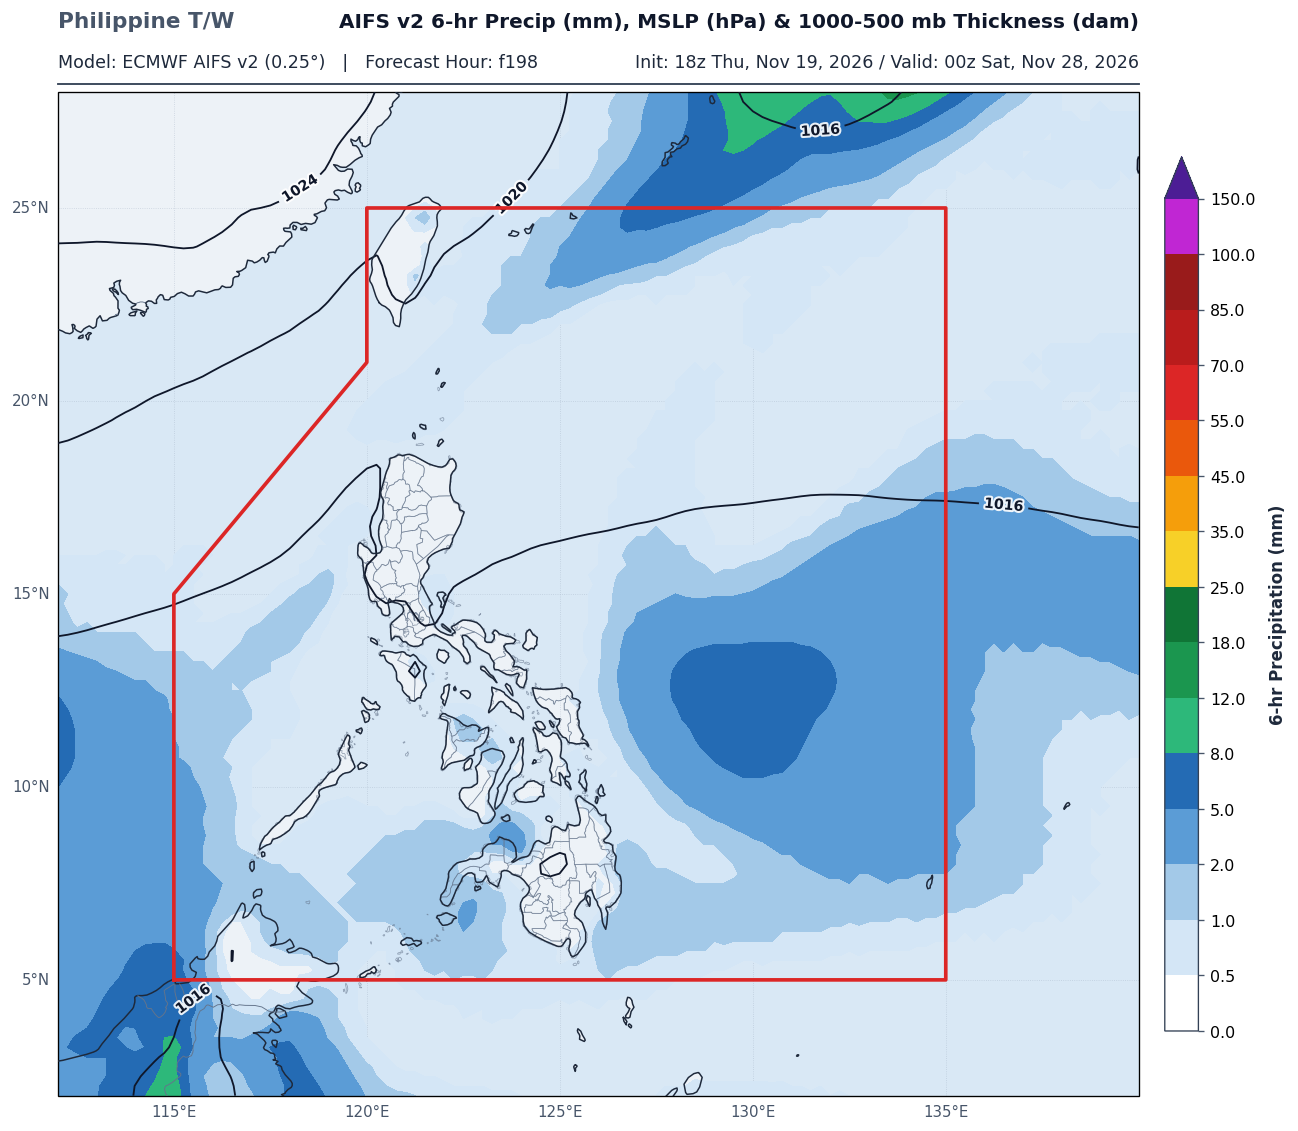 Philippine T/W
AIFS v2 6-hr Precip (mm), MSLP (hPa) & 1000-500 mb Thickness (dam)
Model: ECMWF AIFS v2 (0.25°) | Forecast Hour: f198
Init: 18z Thu, Nov 19, 2026 / Valid: 00z Sat, Nov 28, 2026
1016
1024
1020
1016
1016
25°N
20°N
15°N
10°N
5°N
115°E
120°E
125°E
130°E
135°E
150.0
100.0
85.0
70.0
55.0
45.0
35.0
25.0
18.0
12.0
8.0
5.0
2.0
1.0
0.5
0.0
6-hr Precipitation (mm)